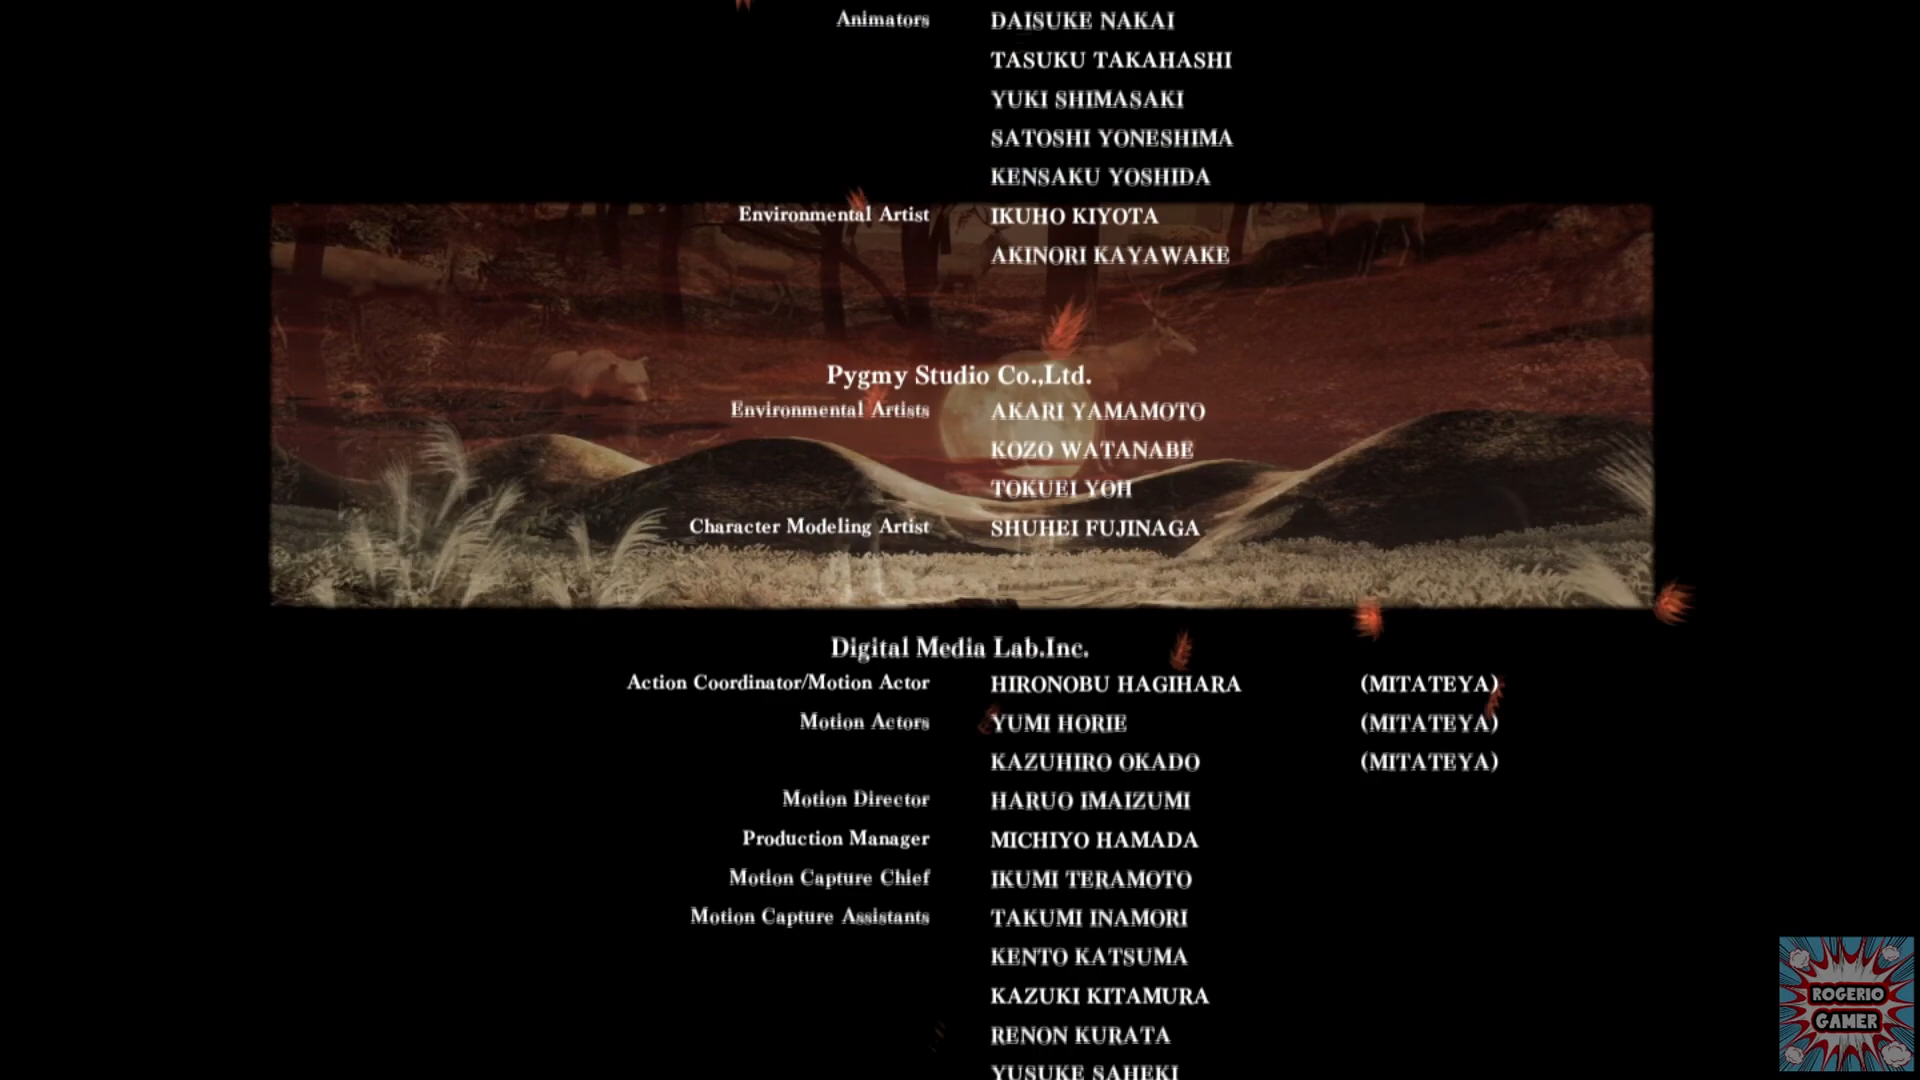 Animators DAISUKE NAKAI
TASUKU TAKAHASHI
YUKI SHIMASAKI
SATOSHI YONESHIMA
KENSAKU YOSHIDA
Environmental Artist IKUHO KIYOTA
AKINORI KAYAWAKE
Pygmy Studio Co.,Ltd.
Environmental Artists AKARI YAMAMOTO
KOZO WATANABE
TOKUEI YOH
Character Modeling Artist SHUHEI FUJINAGA
Digital Media Lab.Inc.
Action Coordinator/Motion Actor HIRONOBU HAGIHARA (MITATEYA)
Motion Actors YUMI HORIE (MITATEYA)
KAZUHIRO OKADO (MITATEYA)
Motion Director HARUO IMAIZUMI
Production Manager MICHIYO HAMADA
Motion Capture Chief IKUMI TERAMOTO
Motion Capture Assistants TAKUMI INAMORI
KENTO KATSUMA
KAZUKI KITAMURA
RENON KURATA
YUSUKE SAHEKI
ROGERIO
GAMER